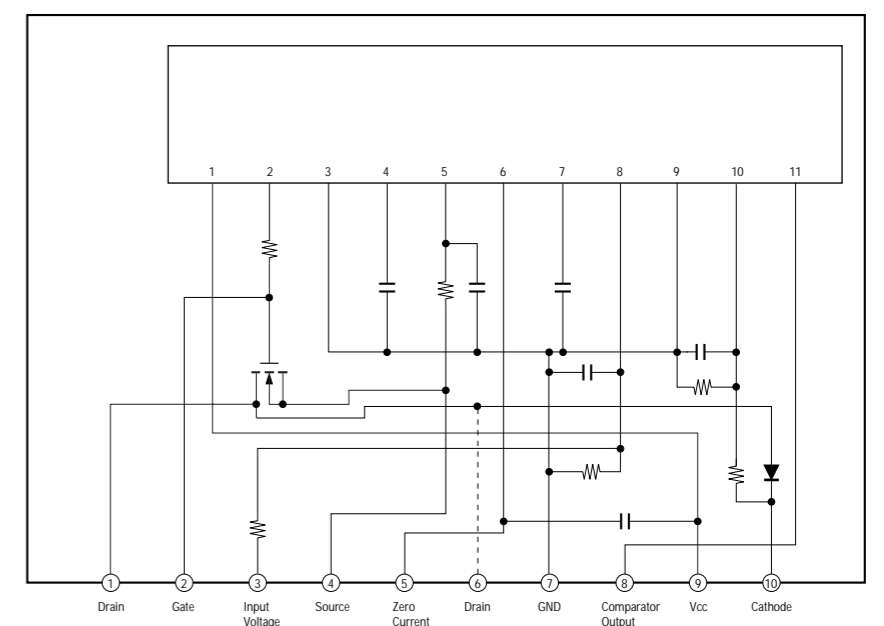 1 2 3 4 5 6 7 8 9 10 11
1 2 3 4 5 6 7 8 9 10
Drain Gate Input Source Zero Drain GND Comparator Vcc Cathode
Voltage Current Output